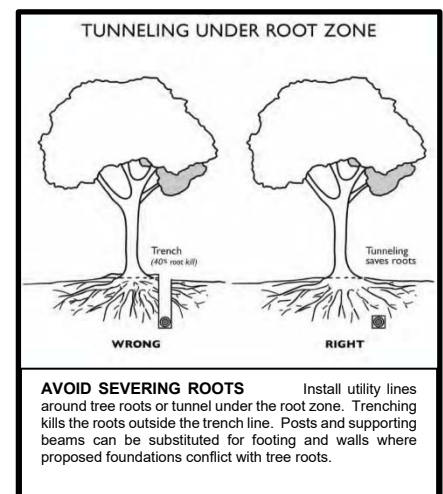 TUNNELING UNDER ROOT ZONE
Trench
(40% root kill)
Tunneling
saves roots
WRONG
RIGHT
AVOID SEVERING ROOTS Install utility lines
around tree roots or tunnel under the root zone. Trenching
kills the roots outside the trench line. Posts and supporting
beams can be substituted for footing and walls where
proposed foundations conflict with tree roots.